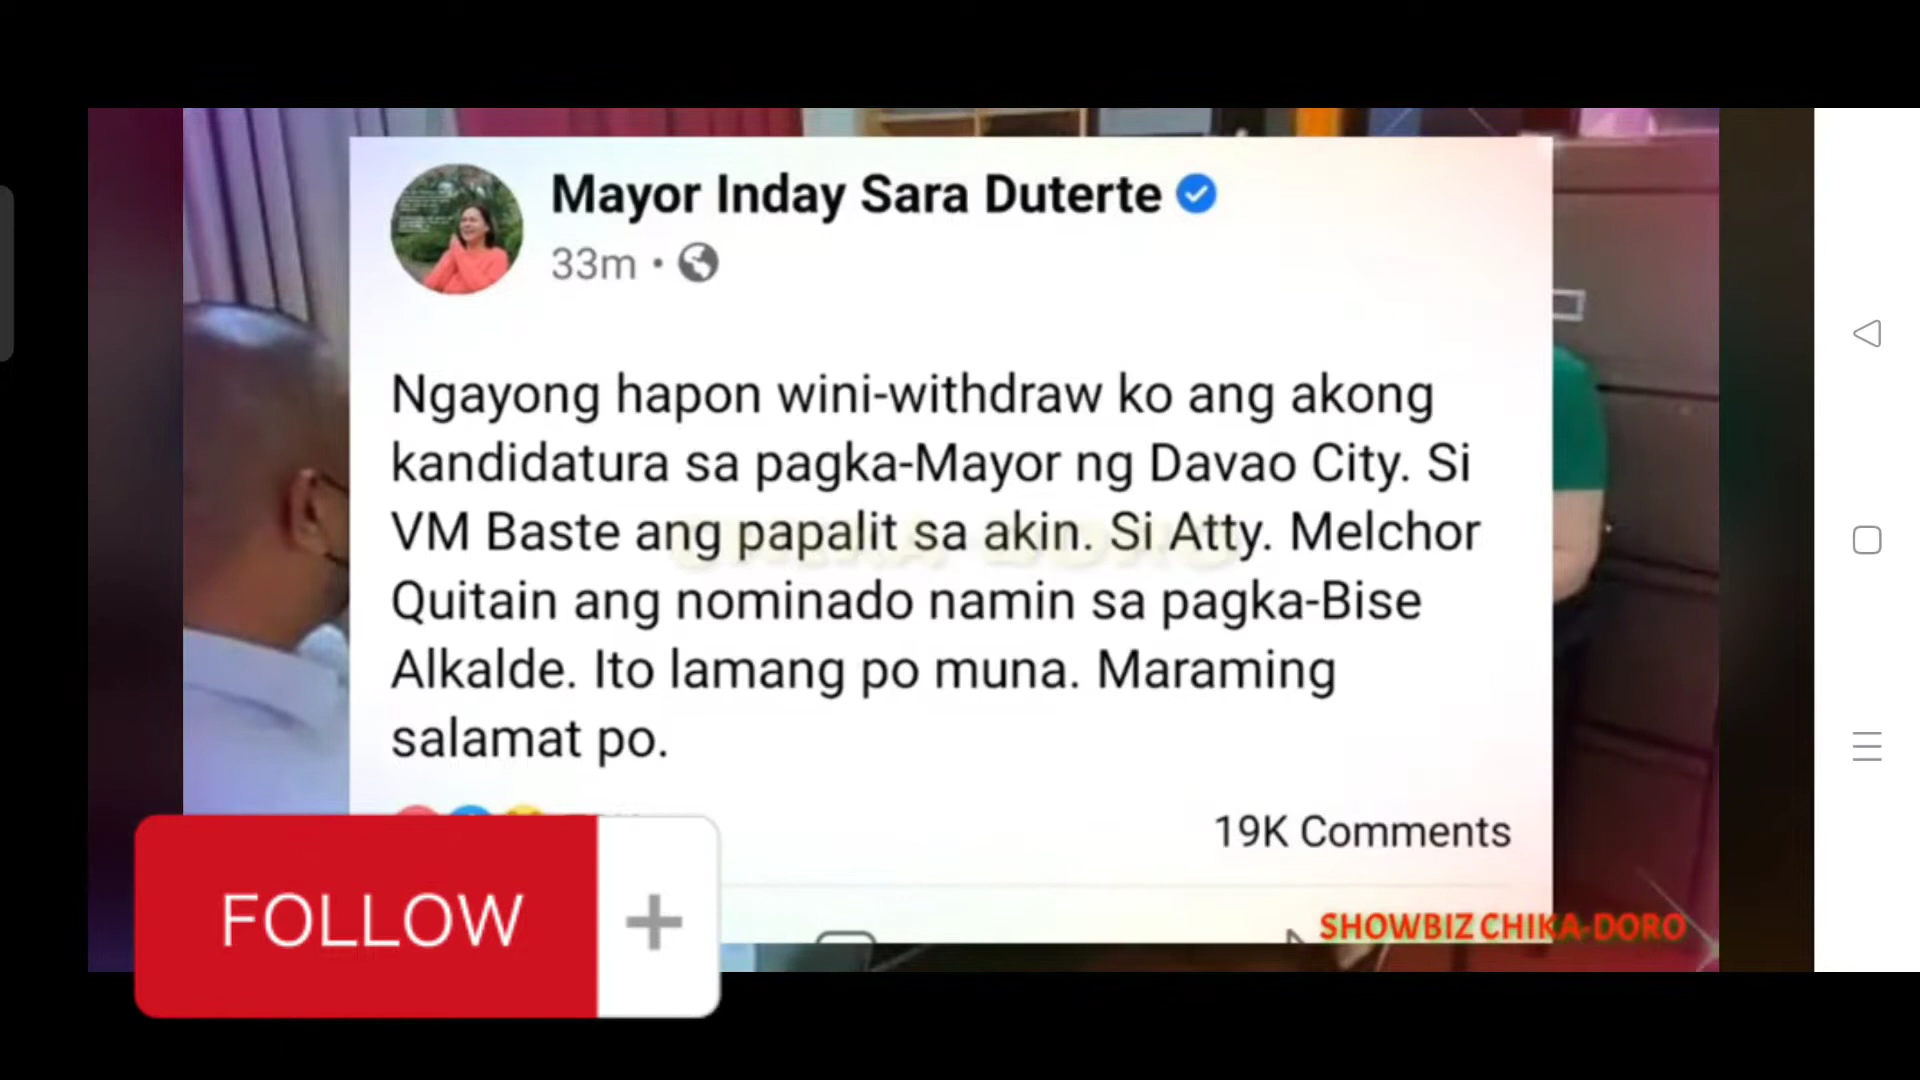 Mayor Inday Sara Duterte
33m •
Ngayong hapon wini-withdraw ko ang akong
kandidatura sa pagka-Mayor ng Davao City. Si
VM Baste ang papalit sa akin. Si Atty. Melchor
Quitain ang nominado namin sa pagka-Bise
Alkalde. Ito lamang po muna. Maraming
salamat po.
19K Comments
FOLLOW +
SHOWBIZ CHIKA-DORO